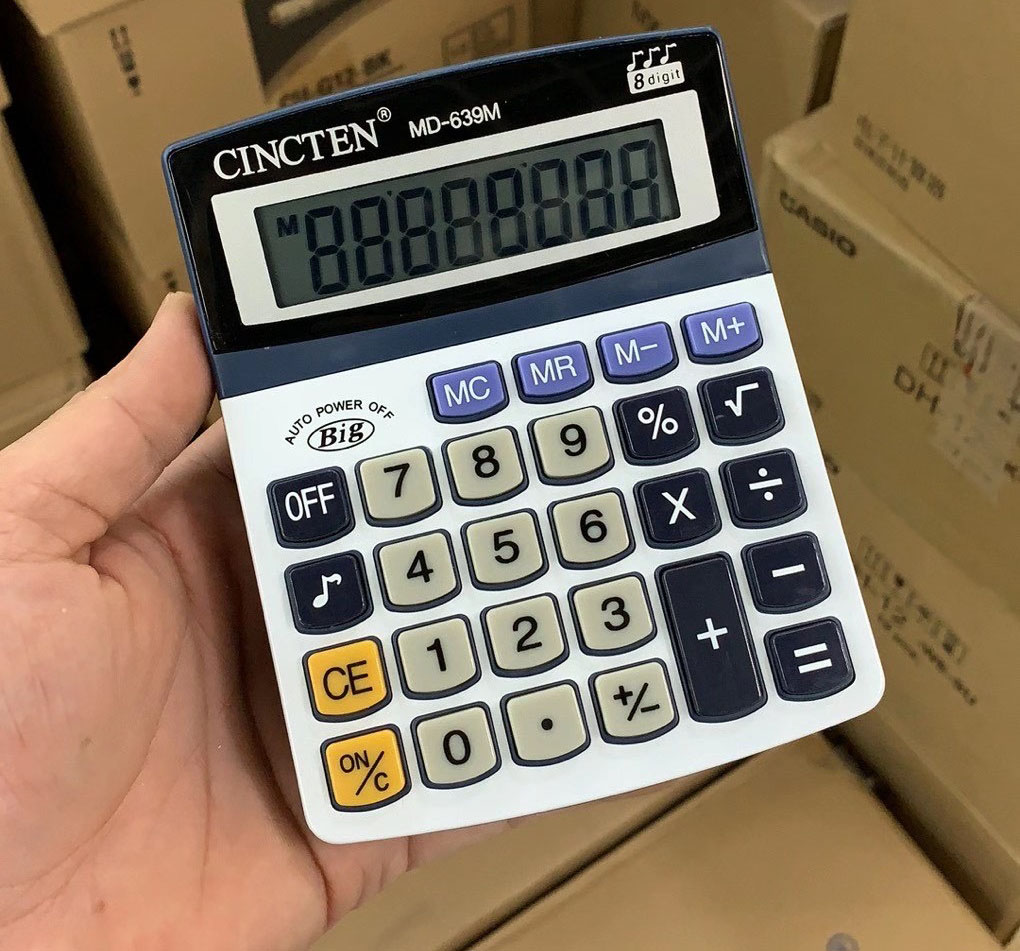 CINCTEN® MD-639M
8 digit
M 88888888
AUTO POWER OFF
Big
MC MR M− M+
OFF 7 8 9 % √
♪ 4 5 6 X ÷
CE 1 2 3 + −
ON/C 0 . +/− =
CASIO
DH